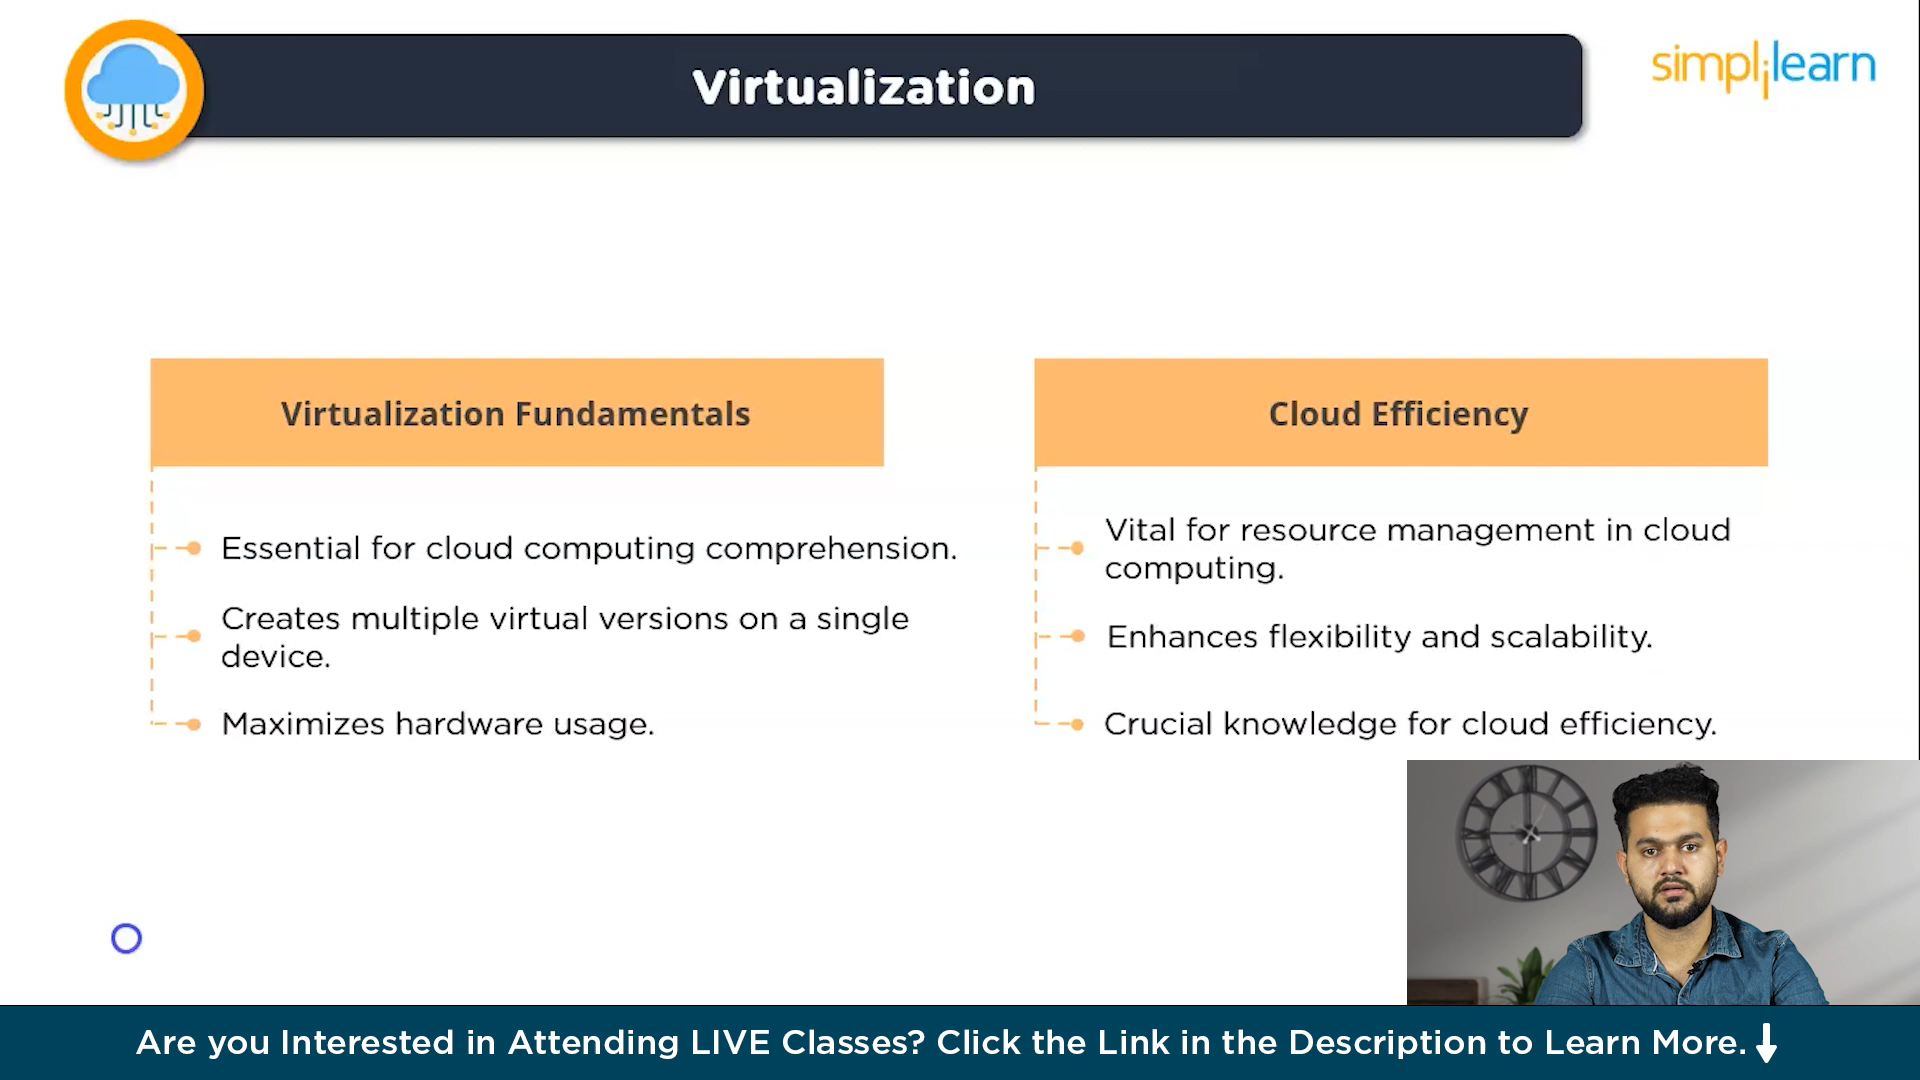 Virtualization
simplilearn
Virtualization Fundamentals
Essential for cloud computing comprehension.
Creates multiple virtual versions on a single
device.
Maximizes hardware usage.
Cloud Efficiency
Vital for resource management in cloud
computing.
Enhances flexibility and scalability.
Crucial knowledge for cloud efficiency.
Are you Interested in Attending LIVE Classes? Click the Link in the Description to Learn More.